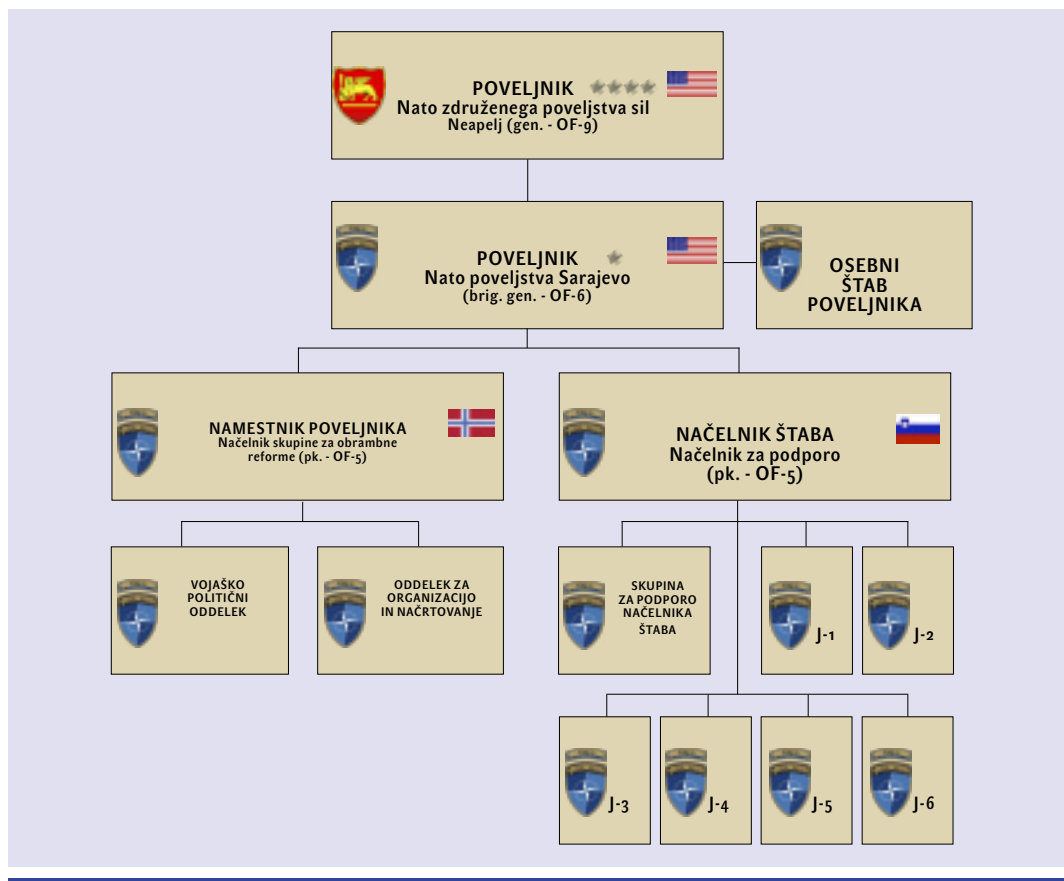 POVELJNIK
Nato združenega poveljstva sil
Neapelj (gen. - OF-9)
POVELJNIK
Nato poveljstva Sarajevo
(brig. gen. - OF-6)
OSEBNI
ŠTAB
POVELJNIKA
NAMESTNIK POVELJNIKA
Načelnik skupine za obrambne
reforme (pk. - OF-5)
NAČELNIK ŠTABA
Načelnik za podporo
(pk. - OF-5)
VOJAŠKO
POLITIČNI
ODDELEK
ODDELEK ZA
ORGANIZACIJO
IN NAČRTOVANJE
SKUPINA
ZA PODPORO
NAČELNIKA
ŠTABA
J-1
J-2
J-3
J-4
J-5
J-6